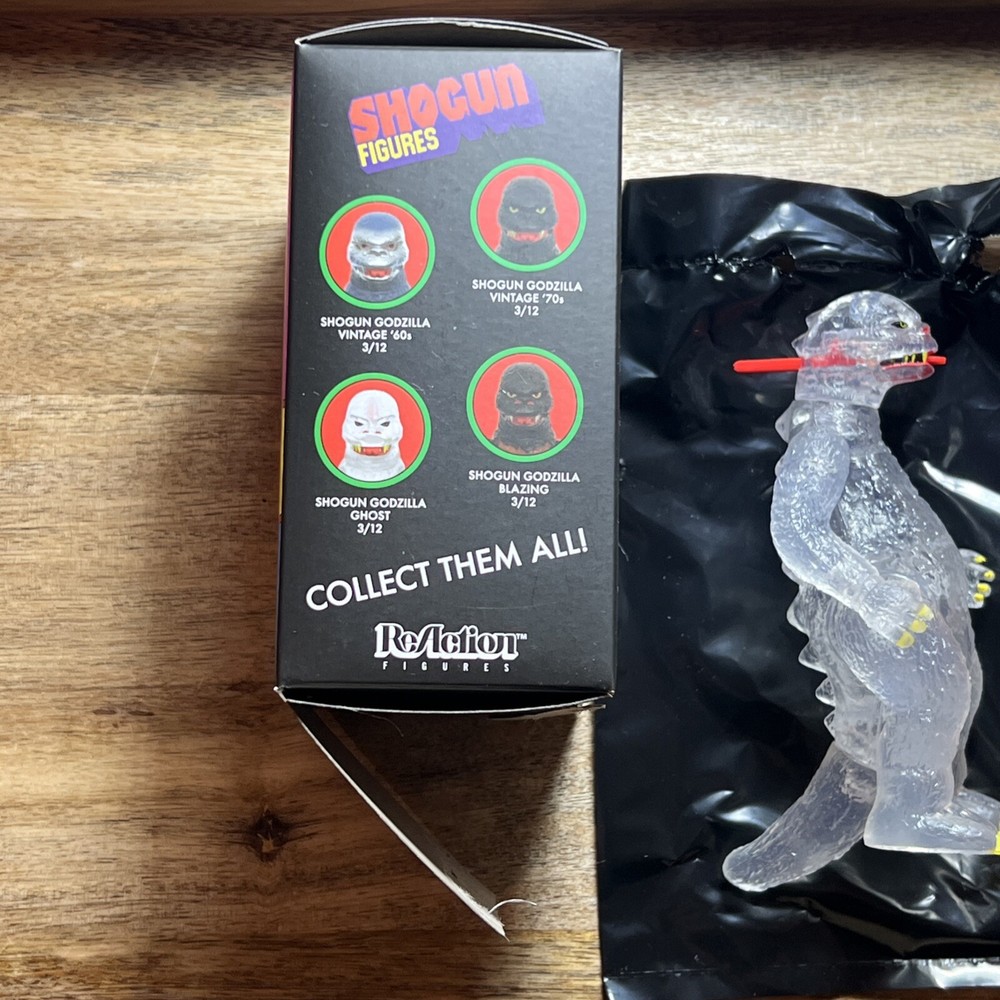 SHOGUN
FIGURES
SHOGUN GODZILLA
VINTAGE '60s
3/12
SHOGUN GODZILLA
VINTAGE '70s
3/12
SHOGUN GODZILLA
GHOST
3/12
SHOGUN GODZILLA
BLAZING
3/12
COLLECT THEM ALL!
ReAction™
FIGURES